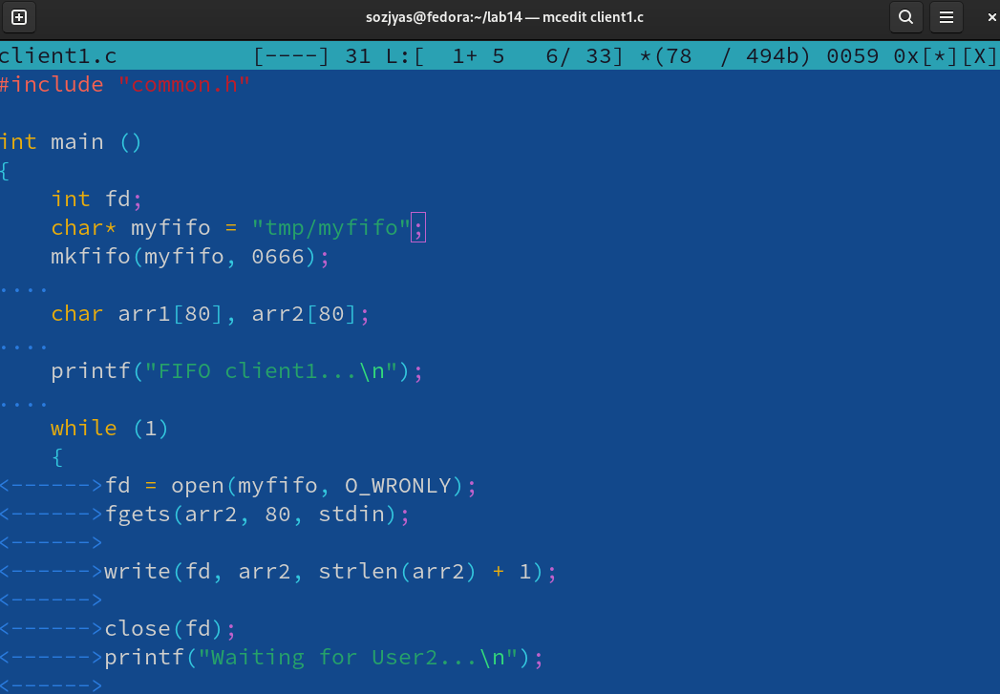 sozjyas@fedora:~/lab14 — mcedit client1.c
client1.c          [----] 31 L:[  1+ 5   6/ 33] *(78  / 494b) 0059 0x[*][X]
#include "common.h"

int main ()
{
    int fd;
    char* myfifo = "tmp/myfifo";
    mkfifo(myfifo, 0666);
....
    char arr1[80], arr2[80];
....
    printf("FIFO client1...\n");
....
    while (1)
    {
<------>fd = open(myfifo, O_WRONLY);
<------>fgets(arr2, 80, stdin);
<------>
<------>write(fd, arr2, strlen(arr2) + 1);
<------>
<------>close(fd);
<------>printf("Waiting for User2...\n");
<------>